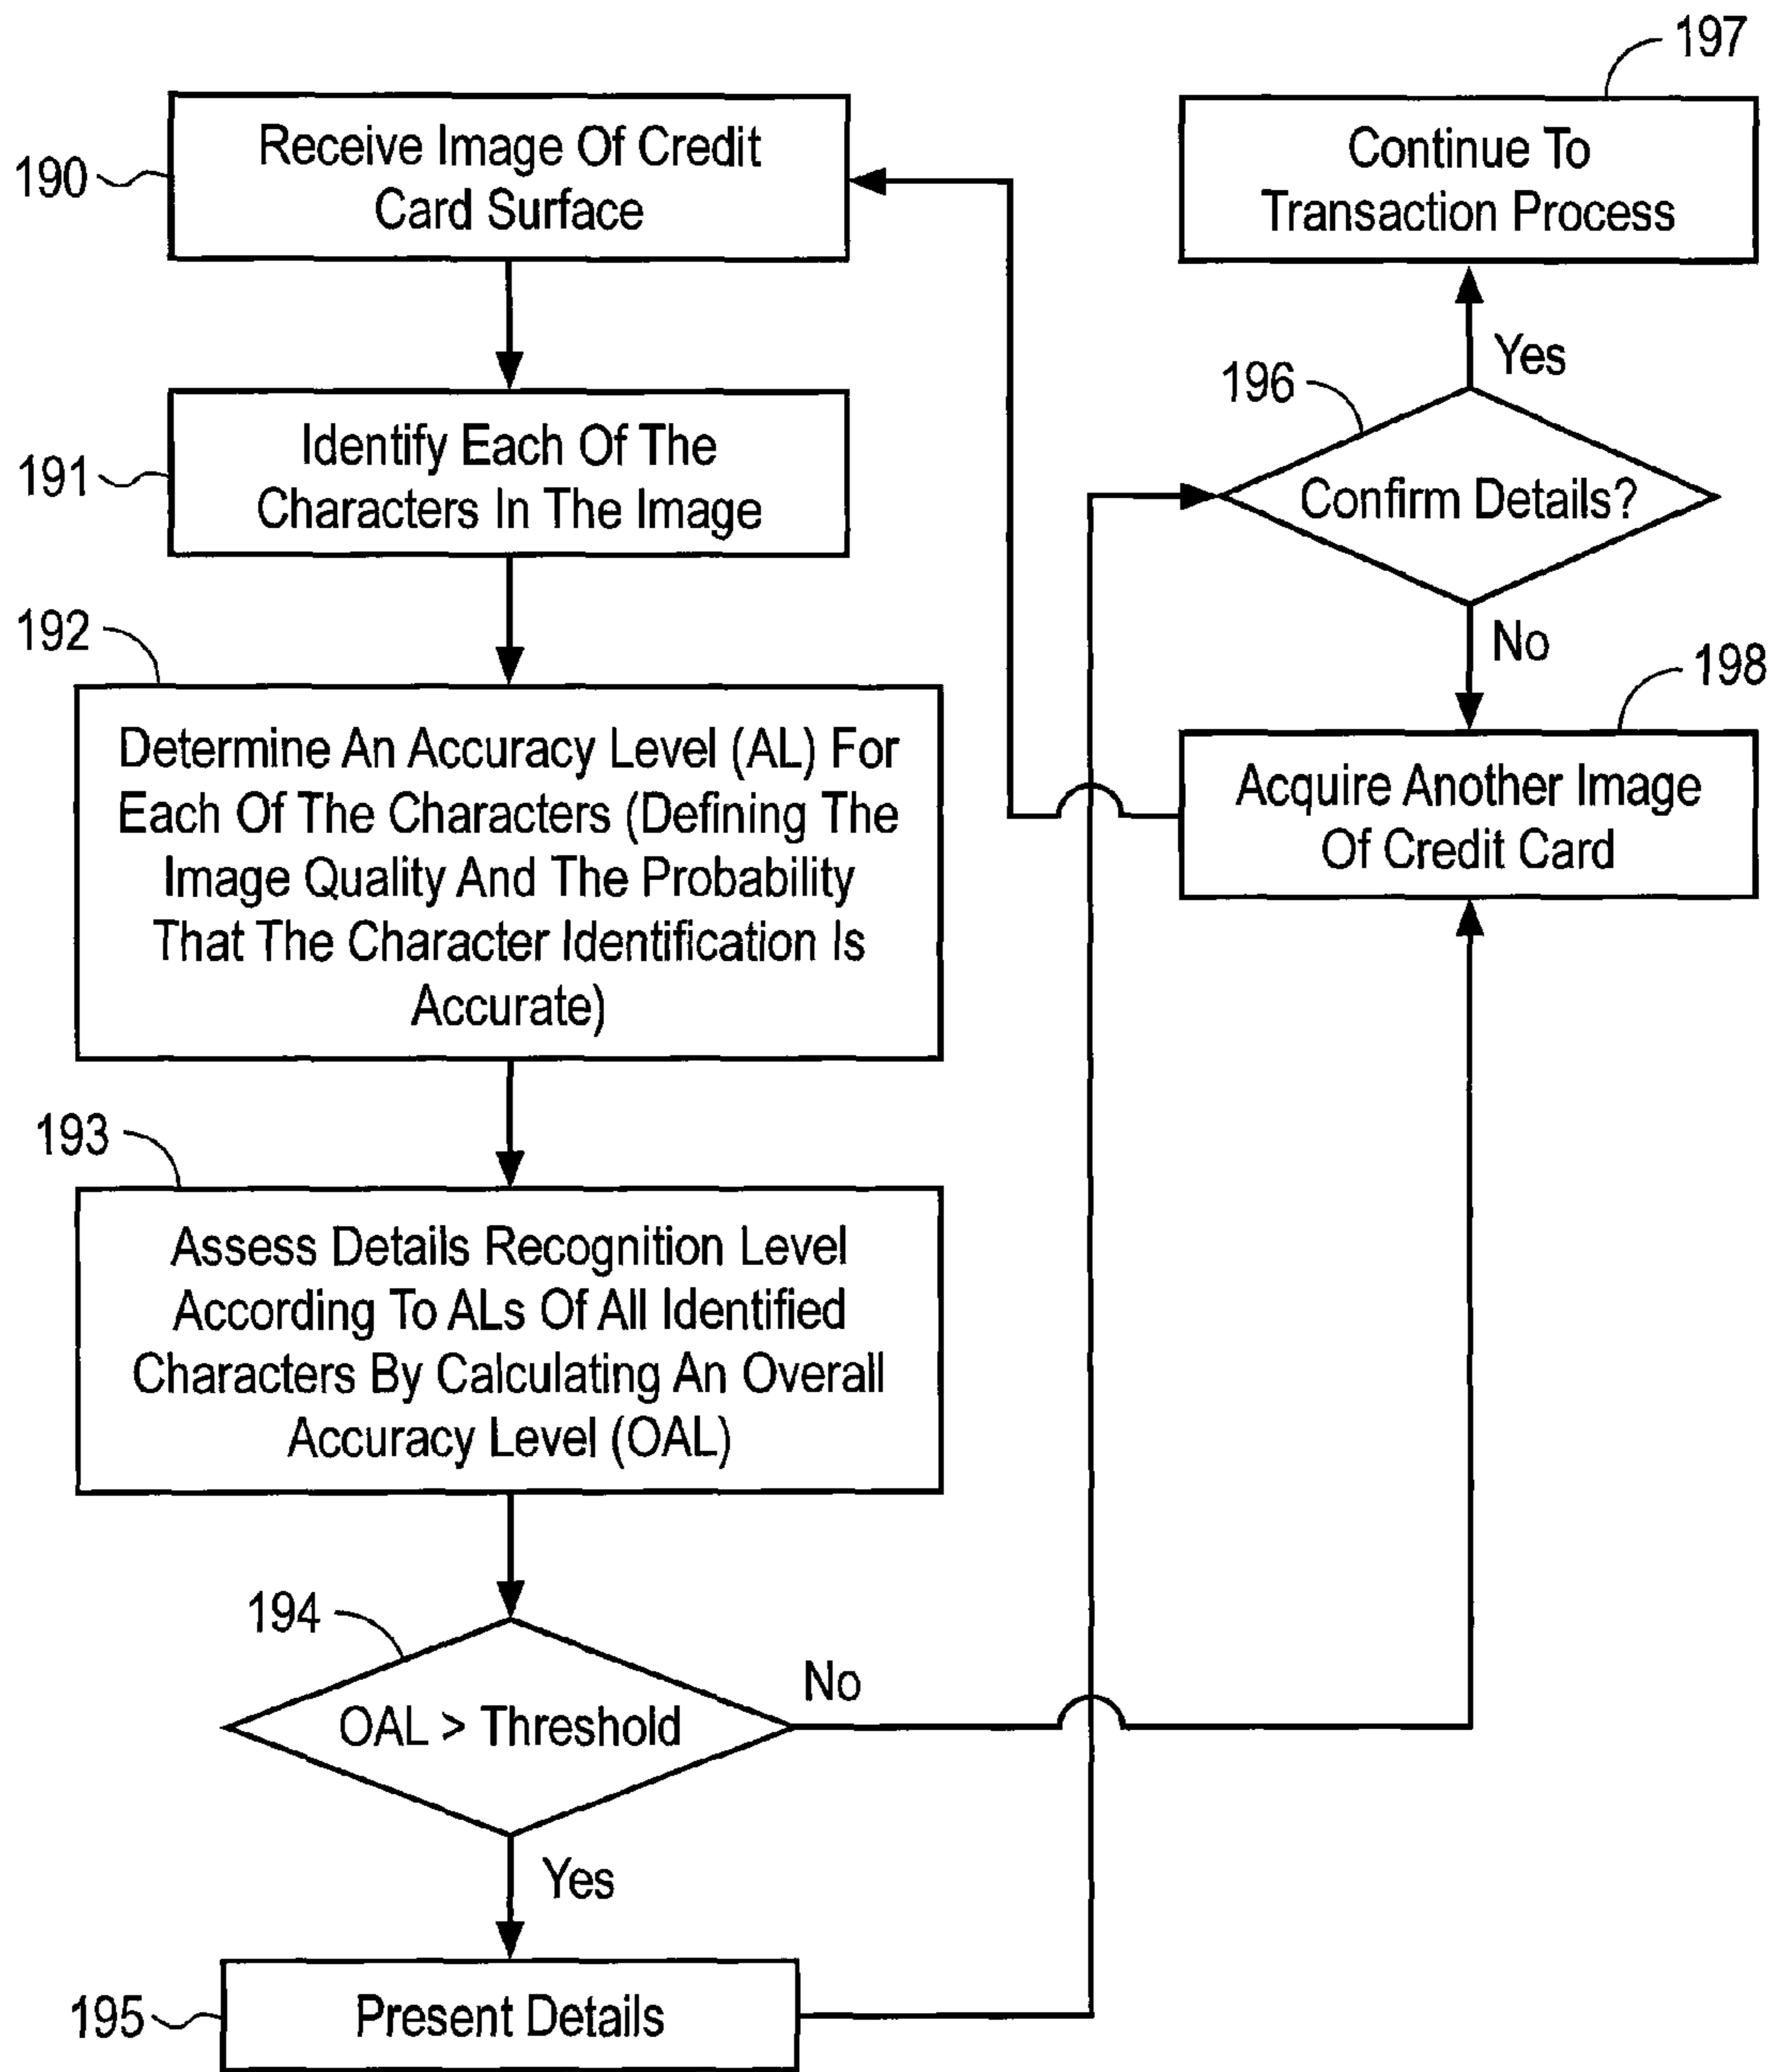 190
Receive Image Of Credit
Card Surface
191
Identify Each Of The
Characters In The Image
192
Determine An Accuracy Level (AL) For
Each Of The Characters (Defining The
Image Quality And The Probability
That The Character Identification Is
Accurate)
193
Assess Details Recognition Level
According To ALs Of All Identified
Characters By Calculating An Overall
Accuracy Level (OAL)
194
OAL > Threshold
No
Yes
195
Present Details
196
Confirm Details?
Yes
No
197
Continue To
Transaction Process
198
Acquire Another Image
Of Credit Card